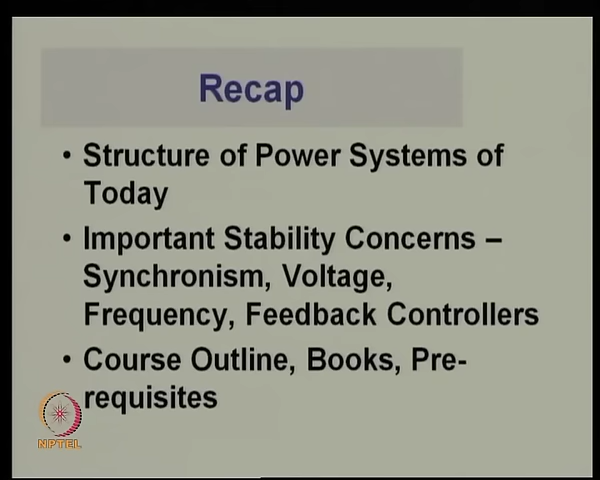 Recap
• Structure of Power Systems of
Today
• Important Stability Concerns –
Synchronism, Voltage,
Frequency, Feedback Controllers
• Course Outline, Books, Pre-
requisites
NPTEL